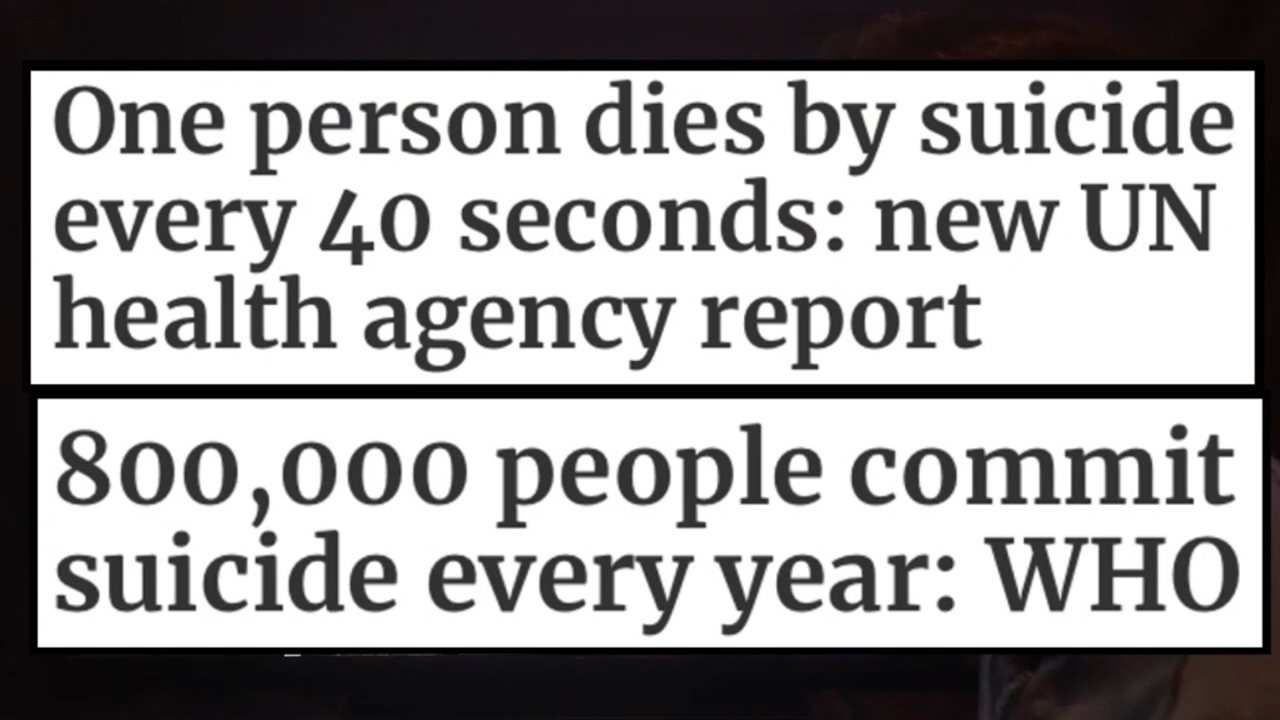 One person dies by suicide
every 40 seconds: new UN
health agency report
800,000 people commit
suicide every year: WHO